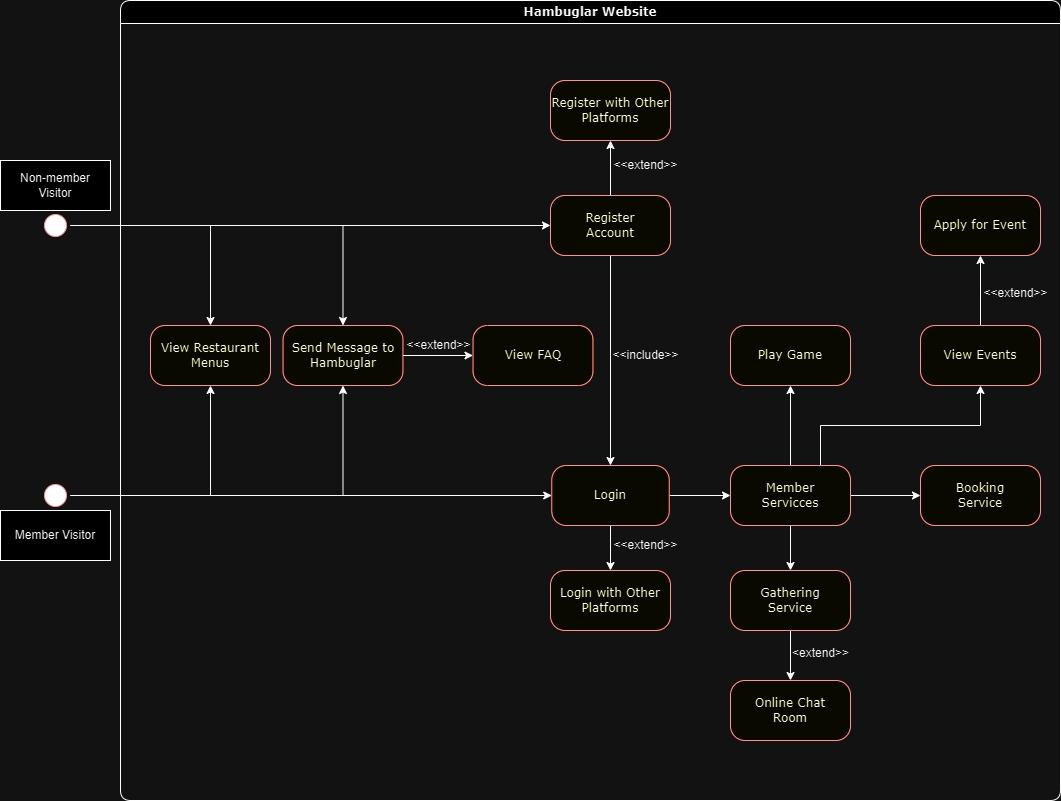 Hambuglar Website
Register with Other
Platforms
<<extend>>
Non-member
Visitor
Register
Account
Apply for Event
<<extend>>
View Restaurant
Menus
Send Message to
Hambuglar
<<extend>>
View FAQ
<<include>>
Play Game
View Events
Login
Member
Servicces
Booking
Service
Member Visitor
<<extend>>
Login with Other
Platforms
Gathering
Service
<extend>>
Online Chat
Room